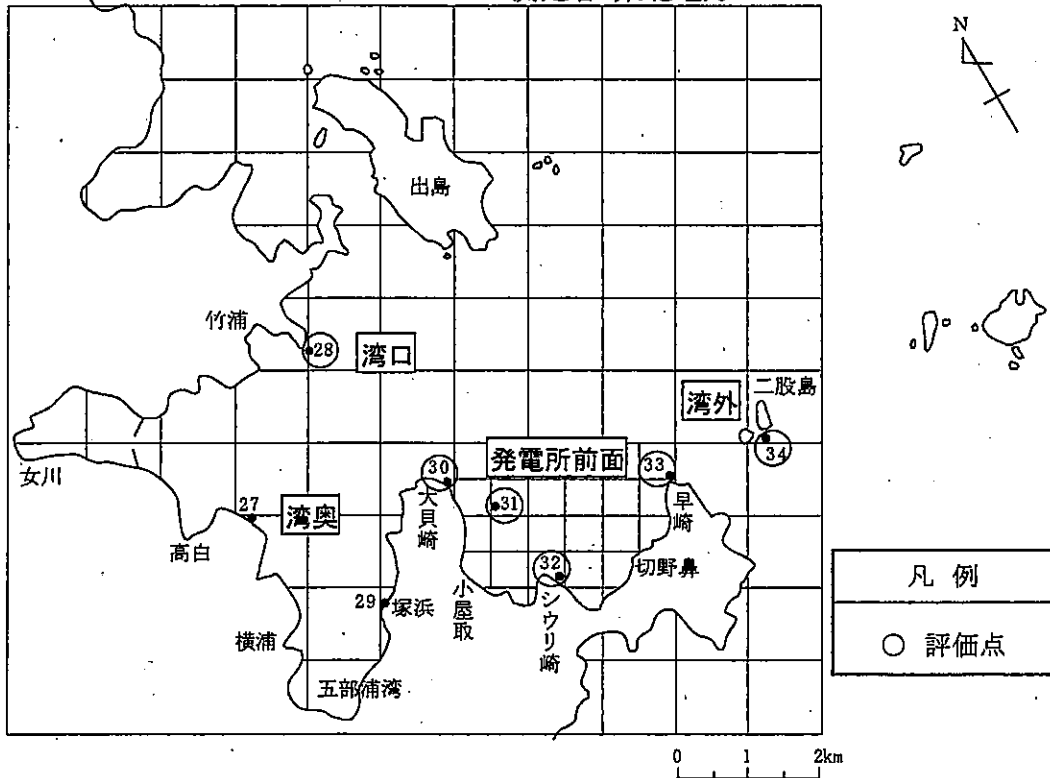 N
出島
竹浦
28
湾口
二股島
湾外
34
女川
発電所前面
30
33
31
大貝崎
早崎
27
湾奥
高白
32
切野鼻
29
塚浜
小屋取
シウリ崎
横浦
五部浦湾
凡 例
○ 評価点
0 1 2km